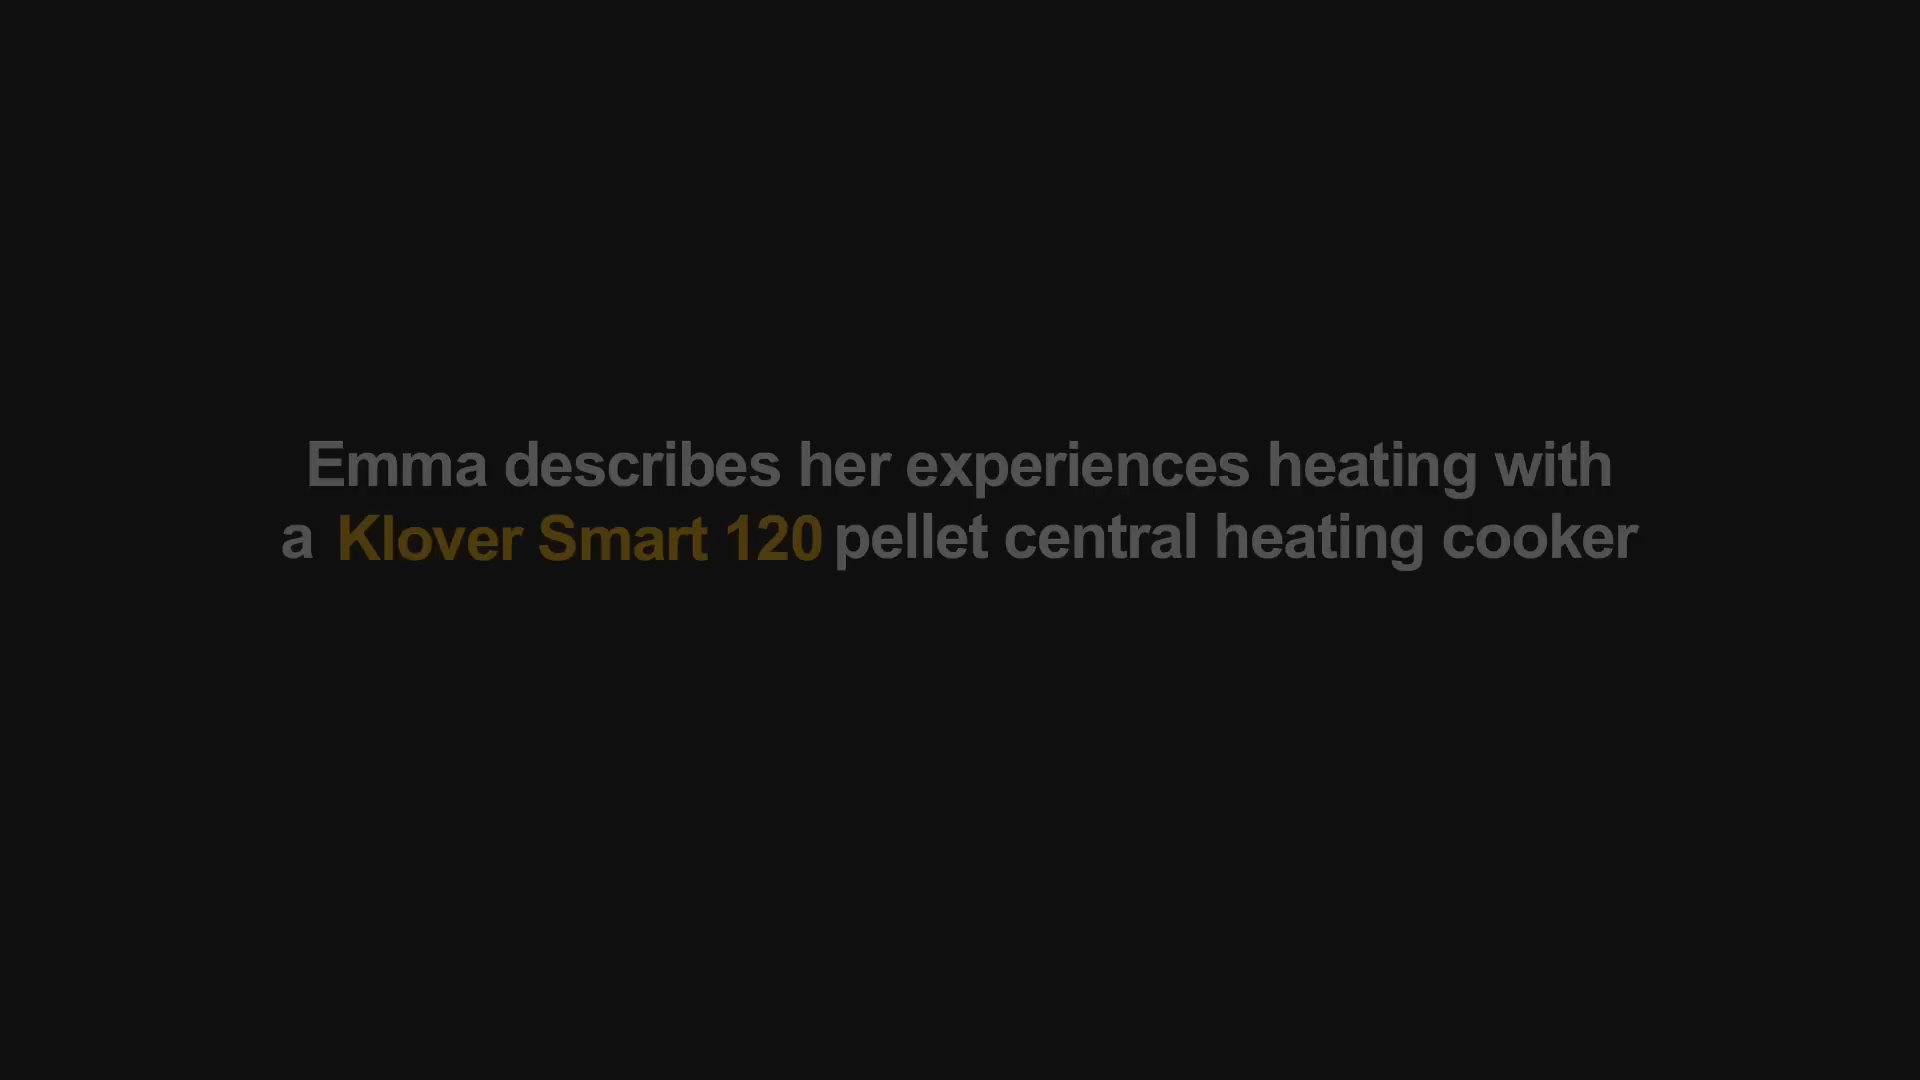 Emma describes her experiences heating with
a Klover Smart 120 pellet central heating cooker